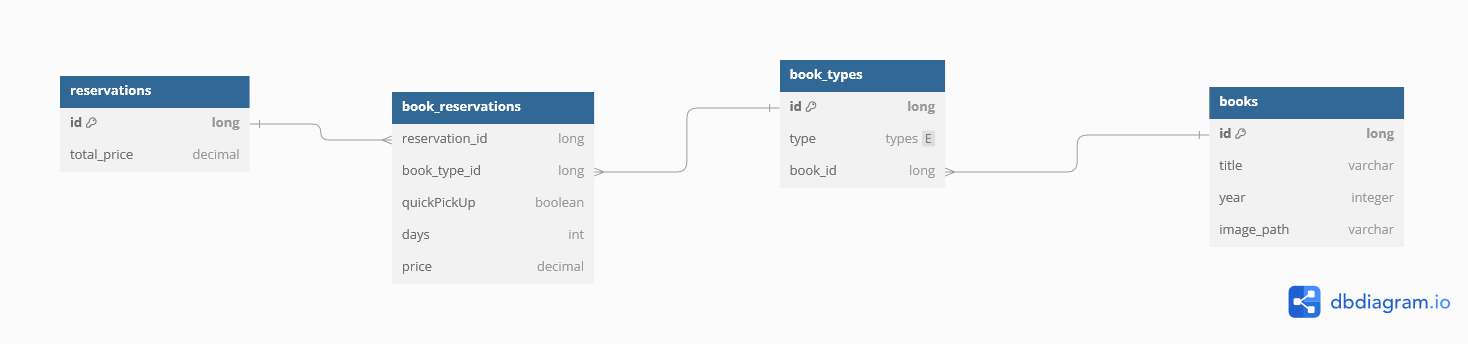 reservations
id long
total_price decimal
book_reservations
reservation_id long
book_type_id long
quickPickUp boolean
days int
price decimal
book_types
id long
type types E
book_id long
books
id long
title varchar
year integer
image_path varchar
dbdiagram.io